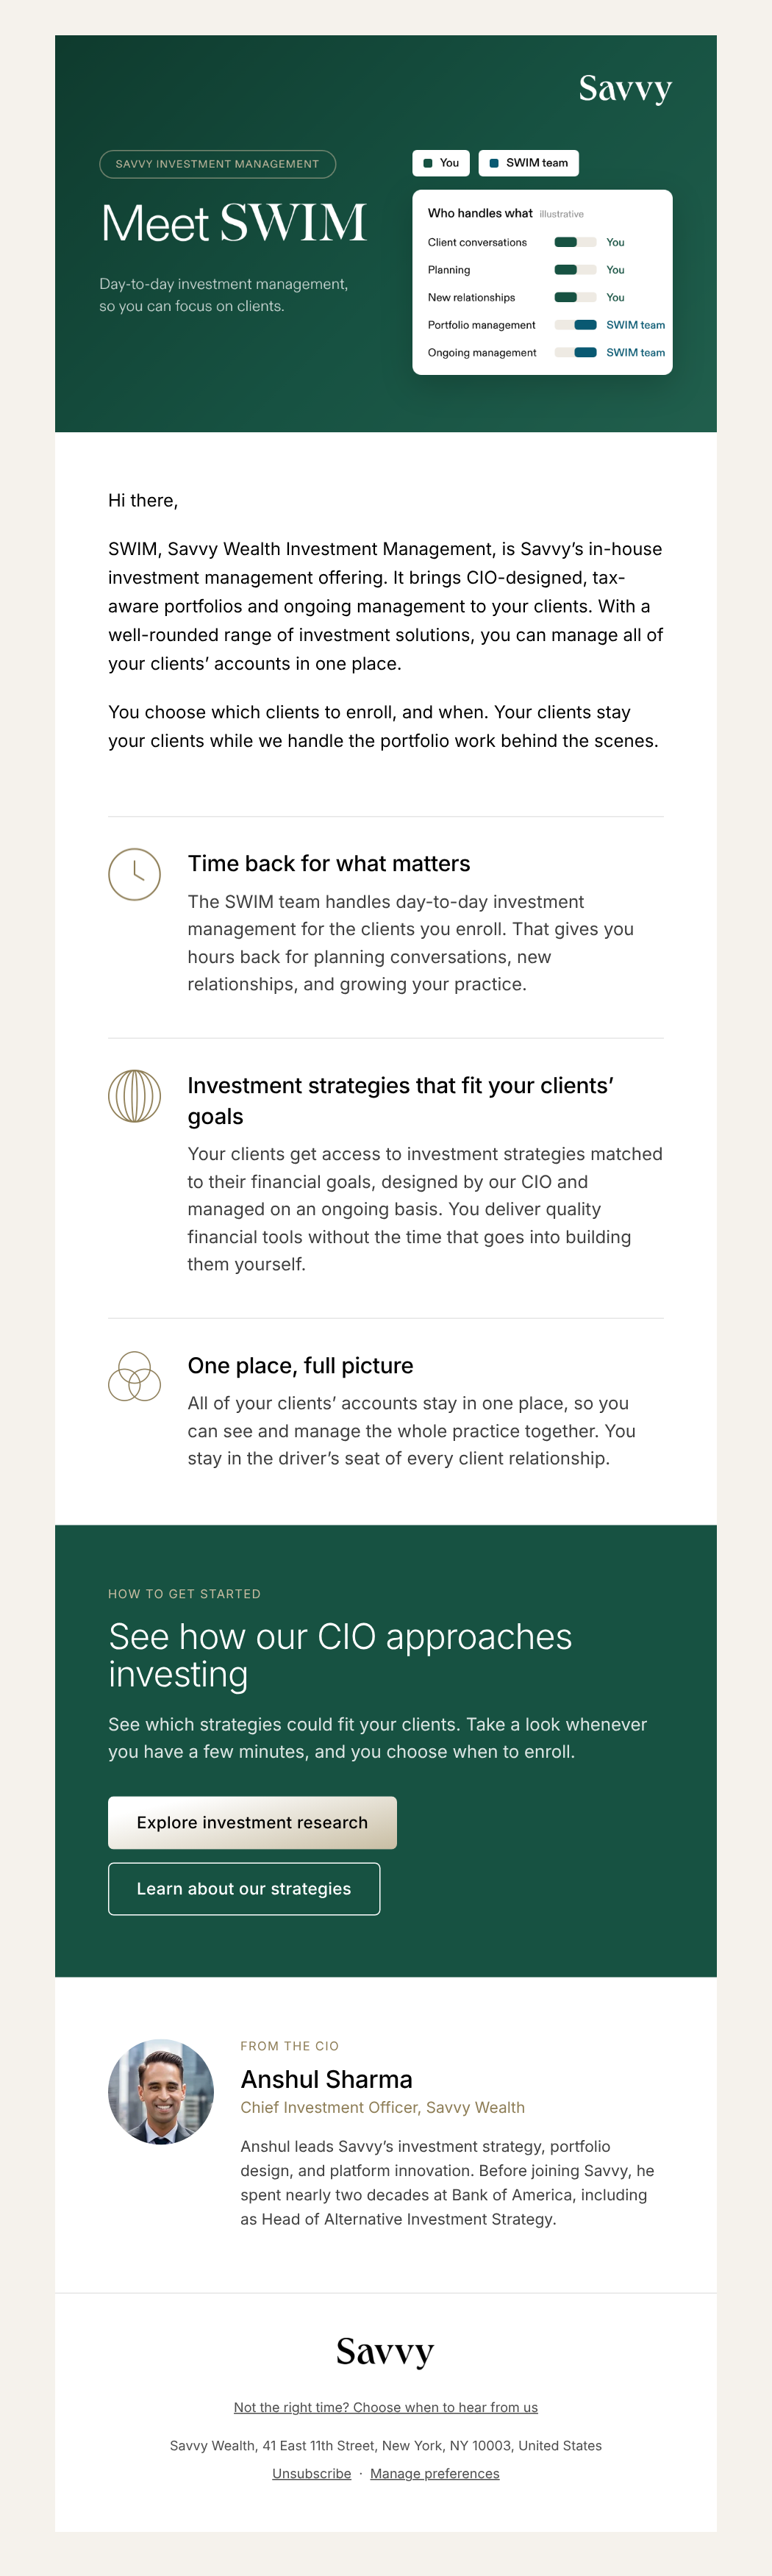 Savvy
SAVVY INVESTMENT MANAGEMENT
Meet SWIM
Day-to-day investment management,
so you can focus on clients.
You
SWIM team
Who handles what illustrative
Client conversations You
Planning You
New relationships You
Portfolio management SWIM team
Ongoing management SWIM team
Hi there,
SWIM, Savvy Wealth Investment Management, is Savvy’s in-house
investment management offering. It brings CIO-designed, tax-
aware portfolios and ongoing management to your clients. With a
well-rounded range of investment solutions, you can manage all of
your clients’ accounts in one place.
You choose which clients to enroll, and when. Your clients stay
your clients while we handle the portfolio work behind the scenes.
Time back for what matters
The SWIM team handles day-to-day investment
management for the clients you enroll. That gives you
hours back for planning conversations, new
relationships, and growing your practice.
Investment strategies that fit your clients’
goals
Your clients get access to investment strategies matched
to their financial goals, designed by our CIO and
managed on an ongoing basis. You deliver quality
financial tools without the time that goes into building
them yourself.
One place, full picture
All of your clients’ accounts stay in one place, so you
can see and manage the whole practice together. You
stay in the driver’s seat of every client relationship.
HOW TO GET STARTED
See how our CIO approaches
investing
See which strategies could fit your clients. Take a look whenever
you have a few minutes, and you choose when to enroll.
Explore investment research
Learn about our strategies
FROM THE CIO
Anshul Sharma
Chief Investment Officer, Savvy Wealth
Anshul leads Savvy’s investment strategy, portfolio
design, and platform innovation. Before joining Savvy, he
spent nearly two decades at Bank of America, including
as Head of Alternative Investment Strategy.
Savvy
Not the right time? Choose when to hear from us
Savvy Wealth, 41 East 11th Street, New York, NY 10003, United States
Unsubscribe · Manage preferences